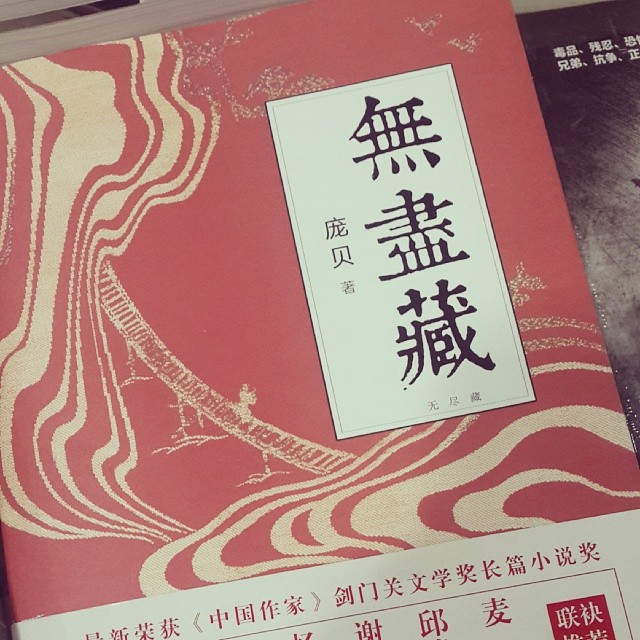 無盡藏
庞贝
著
无尽藏
最新荣获《中国作家》剑门关文学奖长篇小说奖
谢 邱 麦
联袂
毒品、残忍、恐
兄弟、抗争、正